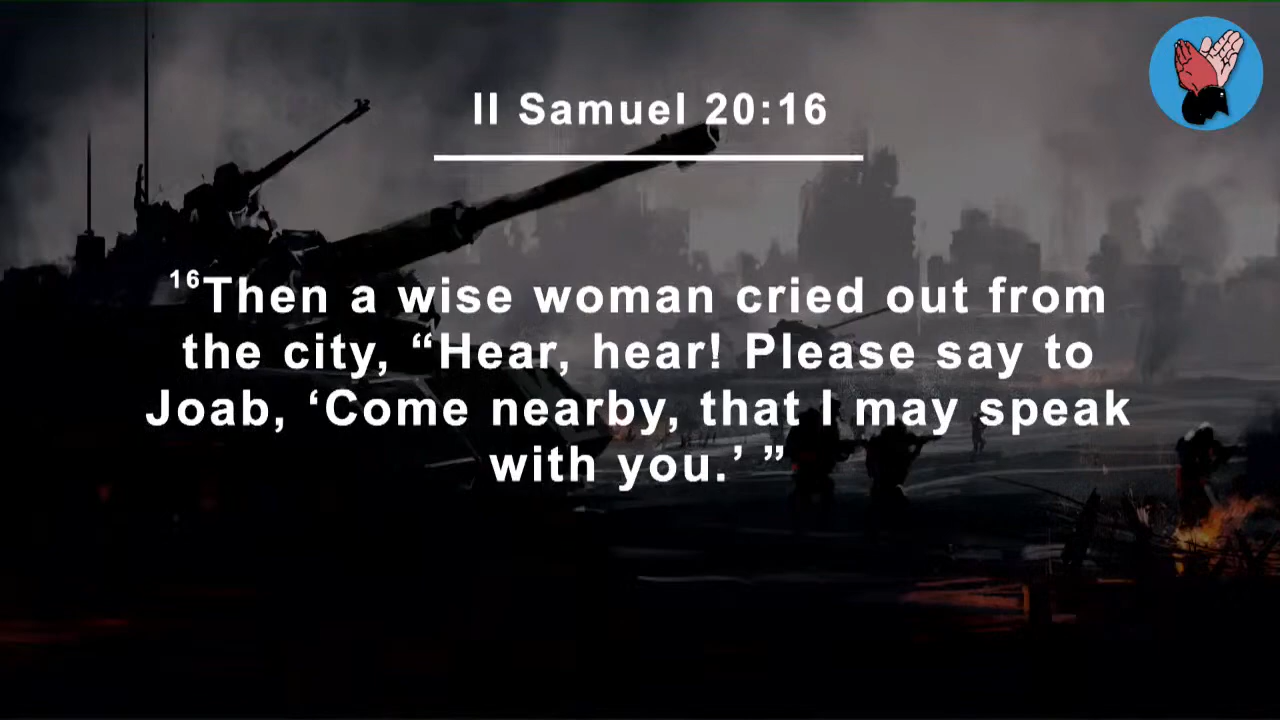 II Samuel 20:16
16Then a wise woman cried out from
the city, “Hear, hear! Please say to
Joab, ‘Come nearby, that I may speak
with you.’ ”